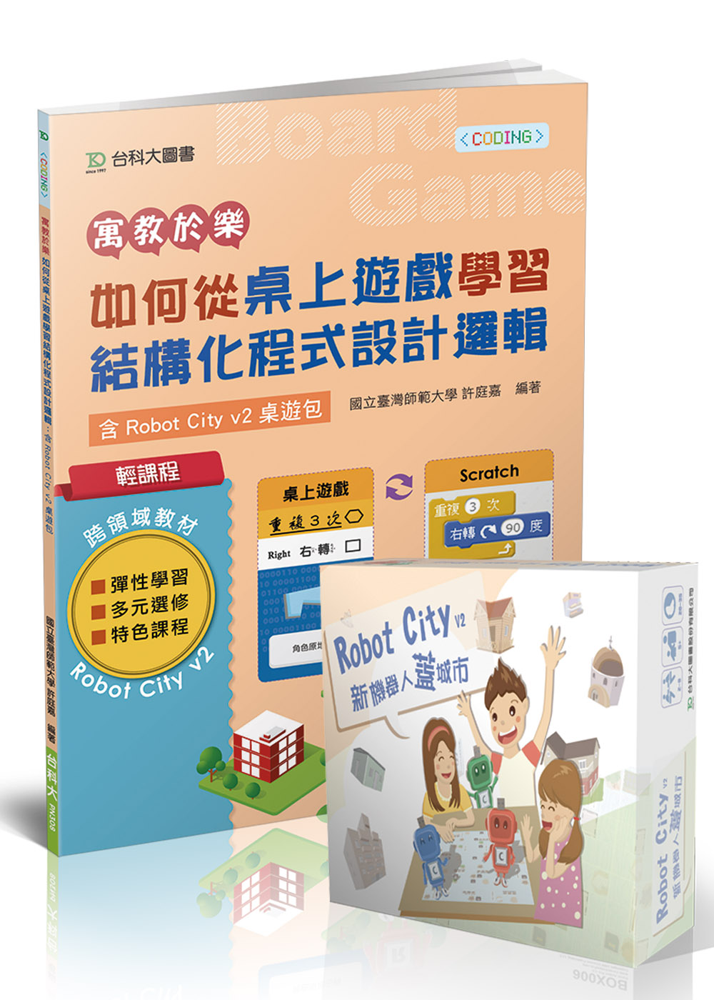 Board
Game
<CODING>
台科大圖書
since 1997
寓教於樂
如何從桌上遊戲學習
結構化程式設計邏輯
國立臺灣師範大學 許庭嘉 編著
含 Robot City v2 桌遊包
輕課程
跨領域教材
彈性學習
多元選修
特色課程
Robot City v2
桌上遊戲
重複3次
Right 右轉
角色原地
Scratch
重複 3 次
右轉 90 度
<CODING>
寓教於樂 如何從桌上遊戲學習結構化程式設計邏輯：含 Robot City v2 桌遊包
國立臺灣師範大學 許庭嘉 編著
台科大 PN308
Robot City v2
新機器人蓋城市
C
C
C
台科大圖書股份有限公司
Robot City v2
新機器人蓋城市
BOX006